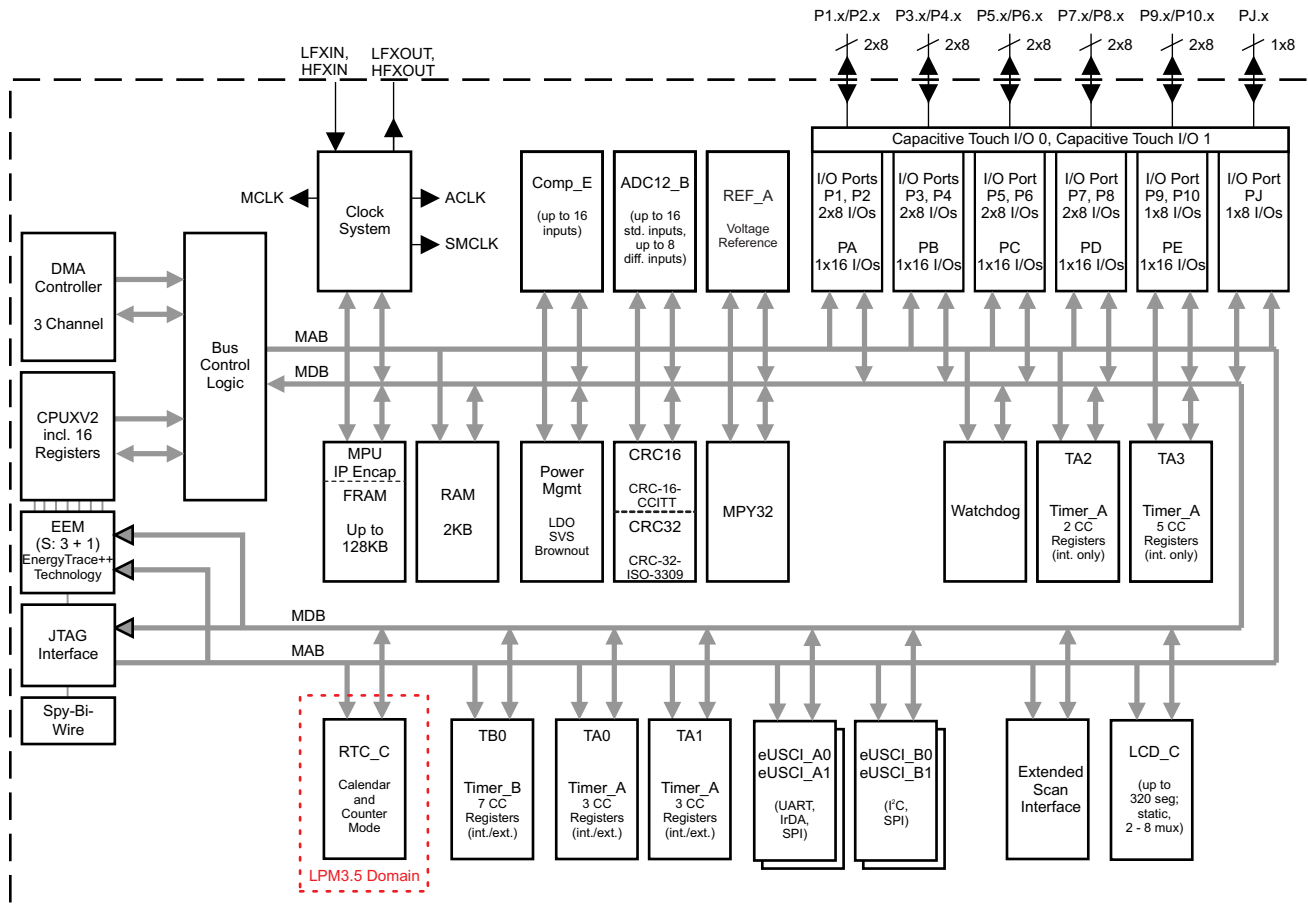 P1.x/P2.x
P3.x/P4.x
P5.x/P6.x
P7.x/P8.x
P9.x/P10.x
PJ.x
2x8
2x8
2x8
2x8
2x8
1x8
LFXIN,
HFXIN
LFXOUT,
HFXOUT
Capacitive Touch I/O 0, Capacitive Touch I/O 1
MCLK
Clock
System
ACLK
SMCLK
Comp_E
(up to 16
inputs)
ADC12_B
(up to 16
std. inputs,
up to 8
diff. inputs)
REF_A
Voltage
Reference
I/O Ports
P1, P2
2x8 I/Os
PA
1x16 I/Os
I/O Ports
P3, P4
2x8 I/Os
PB
1x16 I/Os
I/O Port
P5, P6
2x8 I/Os
PC
1x16 I/Os
I/O Port
P7, P8
2x8 I/Os
PD
1x16 I/Os
I/O Port
P9, P10
1x8 I/Os
PE
1x16 I/Os
I/O Port
PJ
1x8 I/Os
DMA
Controller
3 Channel
Bus
Control
Logic
MAB
MDB
CPUXV2
incl. 16
Registers
MPU
IP Encap
FRAM
Up to
128KB
RAM
2KB
Power
Mgmt
LDO
SVS
Brownout
CRC16
CRC-16-
CCITT
CRC32
CRC-32-
ISO-3309
MPY32
Watchdog
TA2
Timer_A
2 CC
Registers
(int. only)
TA3
Timer_A
5 CC
Registers
(int. only)
EEM
(S: 3 + 1)
EnergyTrace++
Technology
MDB
JTAG
Interface
MAB
Spy-Bi-
Wire
RTC_C
Calendar
and
Counter
Mode
LPM3.5 Domain
TB0
Timer_B
7 CC
Registers
(int./ext.)
TA0
Timer_A
3 CC
Registers
(int./ext.)
TA1
Timer_A
3 CC
Registers
(int./ext.)
eUSCI_A0
eUSCI_A1
(UART,
IrDA,
SPI)
eUSCI_B0
eUSCI_B1
(I²C,
SPI)
Extended
Scan
Interface
LCD_C
(up to
320 seg;
static,
2 - 8 mux)